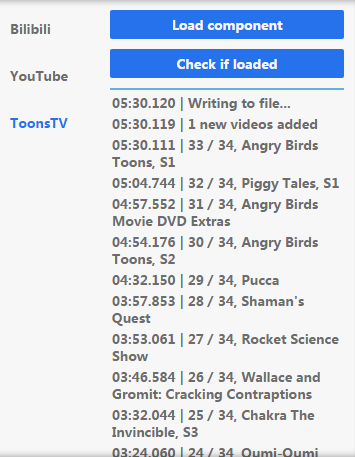 Bilibili
YouTube
ToonsTV
Load component
Check if loaded
05:30.120 | Writing to file...
05:30.119 | 1 new videos added
05:30.111 | 33 / 34, Angry Birds
Toons, S1
05:04.744 | 32 / 34, Piggy Tales, S1
04:57.552 | 31 / 34, Angry Birds
Movie DVD Extras
04:54.176 | 30 / 34, Angry Birds
Toons, S2
04:32.150 | 29 / 34, Pucca
03:57.853 | 28 / 34, Shaman's
Quest
03:53.061 | 27 / 34, Rocket Science
Show
03:46.584 | 26 / 34, Wallace and
Gromit: Cracking Contraptions
03:32.044 | 25 / 34, Chakra The
Invincible, S3
03:24.060 | 24 / 34, Oumi-Oumi